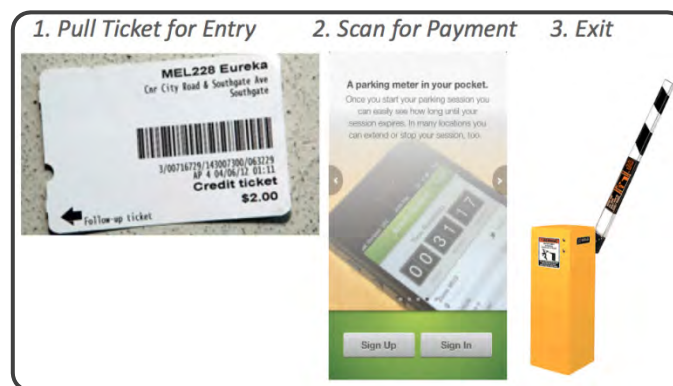 1. Pull Ticket for Entry
2. Scan for Payment
3. Exit
MEL228 Eureka
Cnr City Road & Southgate Ave
Southgate
3/00716729/143007300/063229
AP 4 04/06/12 01:11
Credit ticket
$2.00
Follow-up ticket
A parking meter in your pocket.
Once you start your parking session you
can easily see how long until your
session expires. In many locations you
can extend or stop your session, too.
003117
Sign Up
Sign In